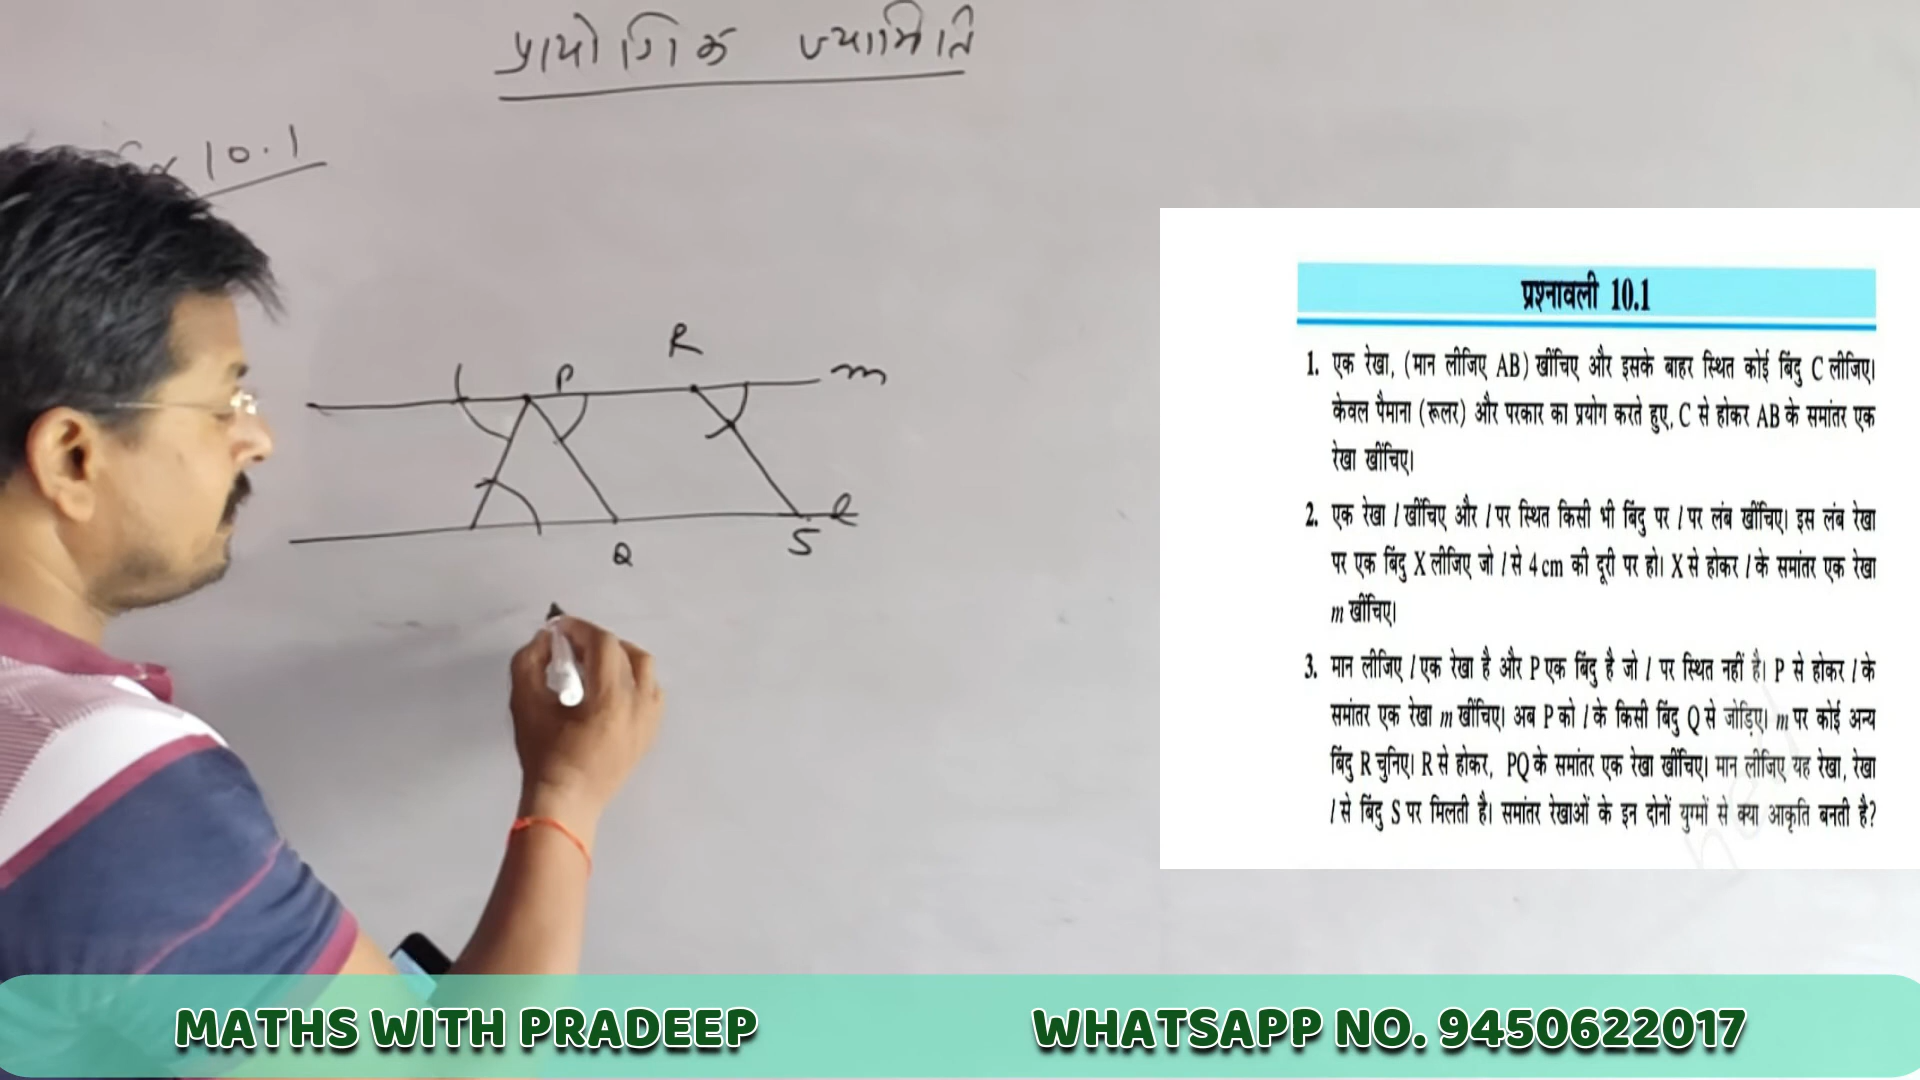 प्रायोगिक ज्यामिति
10.1
R
P
m
l
Q
S
प्रश्नावली 10.1
1. एक रेखा, (मान लीजिए AB) खींचिए और इसके बाहर स्थित कोई बिंदु C लीजिए।
केवल पैमाना (रूलर) और परकार का प्रयोग करते हुए, C से होकर AB के समांतर एक
रेखा खींचिए।
2. एक रेखा l खींचिए और l पर स्थित किसी भी बिंदु पर l पर लंब खींचिए। इस लंब रेखा
पर एक बिंदु X लीजिए जो l से 4 cm की दूरी पर हो। X से होकर l के समांतर एक रेखा
m खींचिए।
3. मान लीजिए l एक रेखा है और P एक बिंदु है जो l पर स्थित नहीं है। P से होकर l के
समांतर एक रेखा m खींचिए। अब P को l के किसी बिंदु Q से जोड़िए। m पर कोई अन्य
बिंदु R चुनिए। R से होकर, PQ के समांतर एक रेखा खींचिए। मान लीजिए यह रेखा, रेखा
l से बिंदु S पर मिलती है। समांतर रेखाओं के इन दोनों युग्मों से क्या आकृति बनती है?
MATHS WITH PRADEEP
WHATSAPP NO. 9450622017